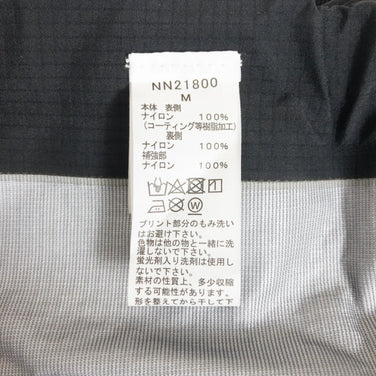 NN21800
M
本体 表側
ナイロン 100%
(コーティング等樹脂加工)
裏側
ナイロン 100%
補強部
ナイロン 100%
プリント部分のもみ洗い
はお避け下さい。
色物は他の物と一緒に洗
濯しないで下さい。
蛍光剤入り洗剤は使用し
ないで下さい。
素材の性質上、多少収縮
する可能性があります。
形を整えてから干して下